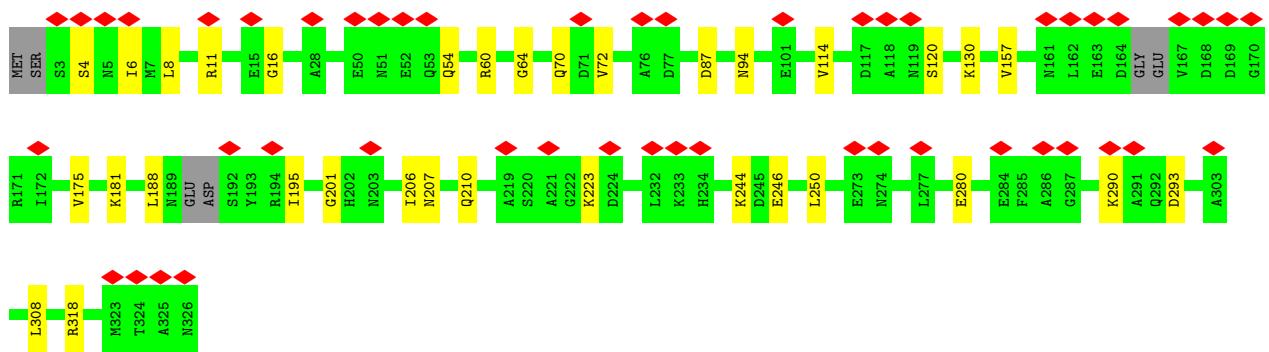 MET SER S3 S4 N5 I6 M7 L8 R11 E15 G16 A28 E50 N51 E52 Q53 Q54 R60 G64 Q70 D71 V72 A76 D77 D87 N94 E101 V114 D117 A118 N119 S120 K130 V157 N161 L162 E163 D164 GLY GLU V167 D168 D169 G170
R171 I172 V175 K181 L188 N189 GLU ASP S192 Y193 R194 I195 G201 H202 N203 I206 N207 Q210 A219 S220 A221 G222 K223 D224 L232 K233 H234 K244 D245 E246 L250 E273 N274 L277 E280 E284 F285 A286 G287 K290 A291 Q292 D293 A303
L308 R318 M323 T324 A325 N326